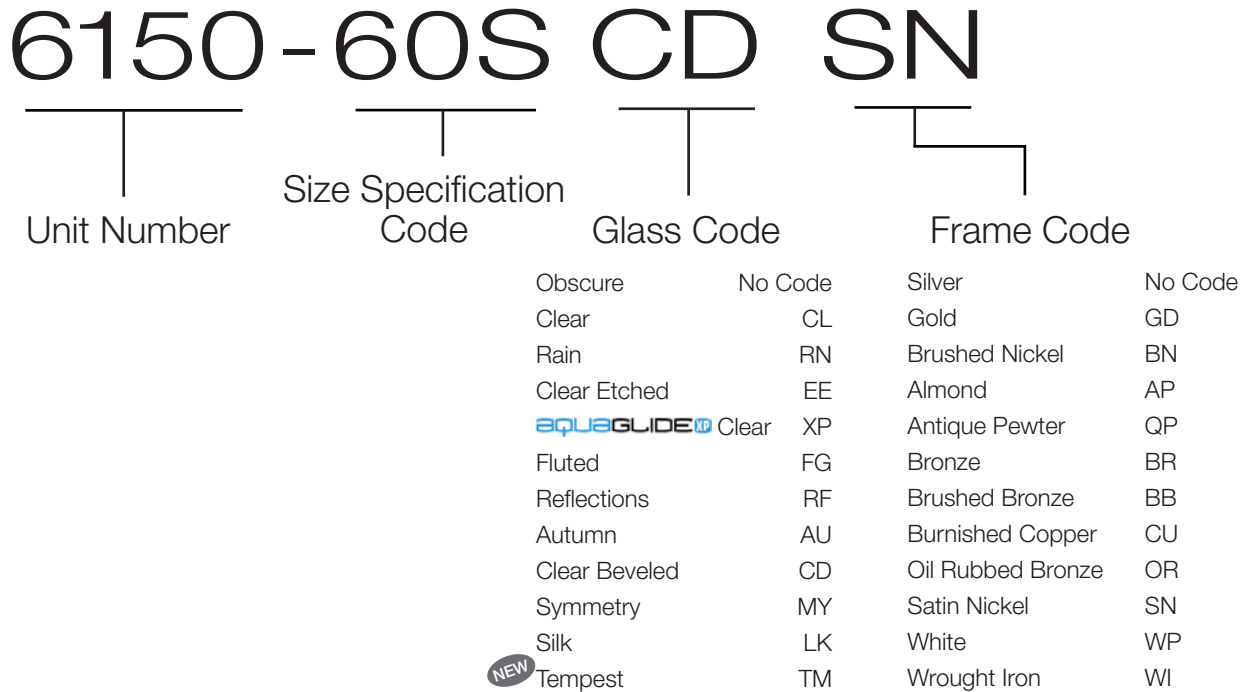 6150-60S CD SN
Size Specification
Code
Unit Number
Glass Code
Frame Code
Obscure No Code
Clear CL
Rain RN
Clear Etched EE
aquaGLIDE XP Clear XP
Fluted FG
Reflections RF
Autumn AU
Clear Beveled CD
Symmetry MY
Silk LK
NEW Tempest TM
Silver No Code
Gold GD
Brushed Nickel BN
Almond AP
Antique Pewter QP
Bronze BR
Brushed Bronze BB
Burnished Copper CU
Oil Rubbed Bronze OR
Satin Nickel SN
White WP
Wrought Iron WI